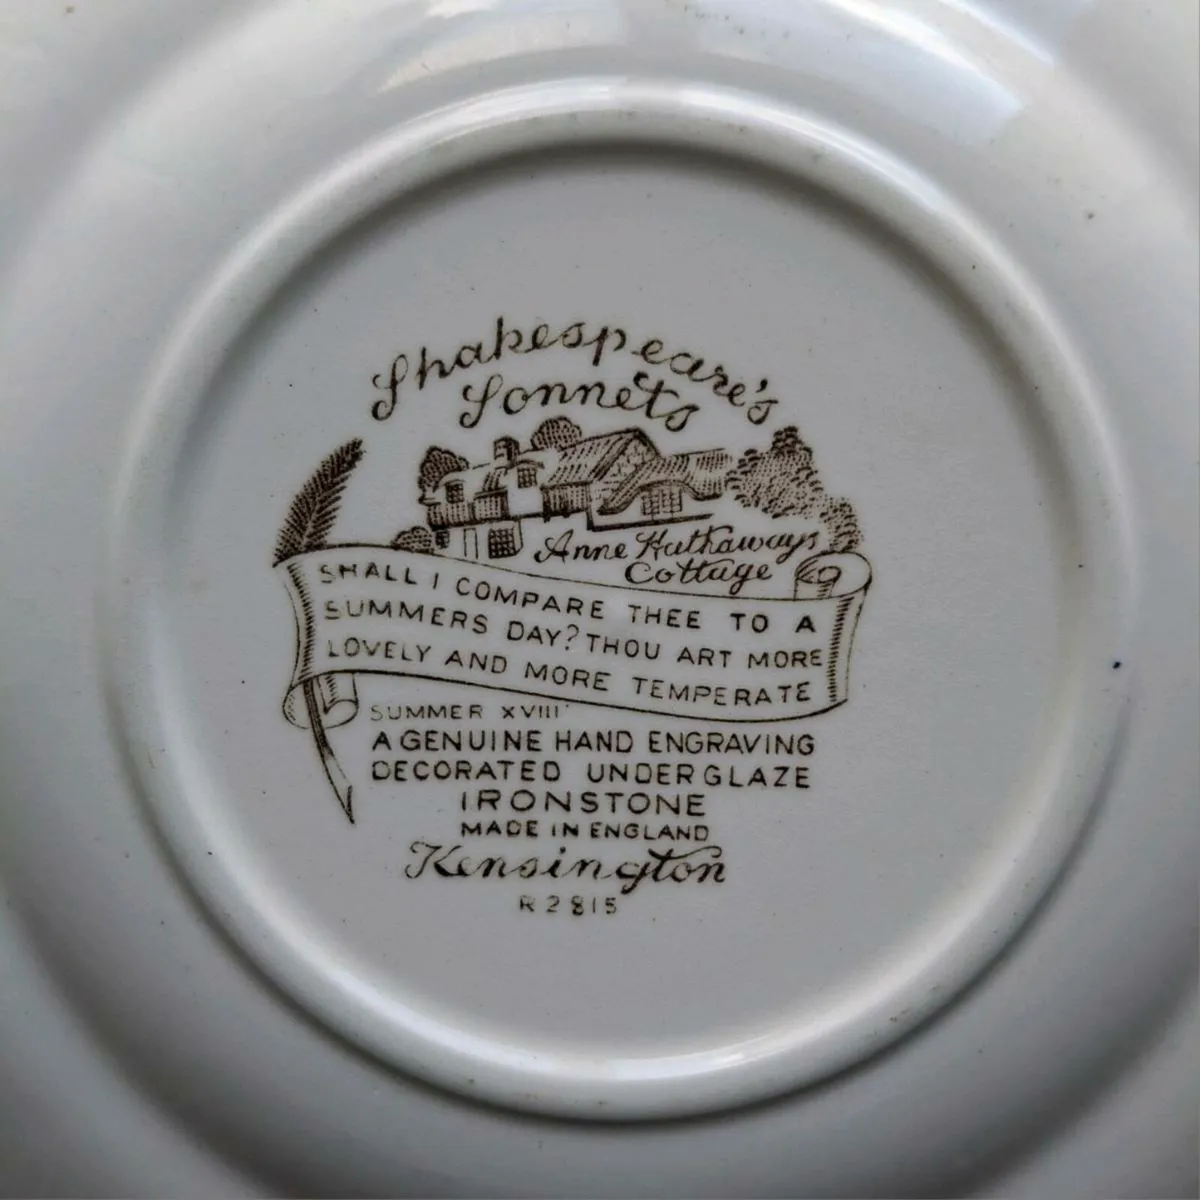 Shakespeare's
Sonnets
Anne Hathaways
Cottage
SHALL I COMPARE THEE TO A
SUMMERS DAY? THOU ART MORE
LOVELY AND MORE TEMPERATE
SUMMER XVIII
A GENUINE HAND ENGRAVING
DECORATED UNDERGLAZE
IRONSTONE
MADE IN ENGLAND
Kensington
R 2815